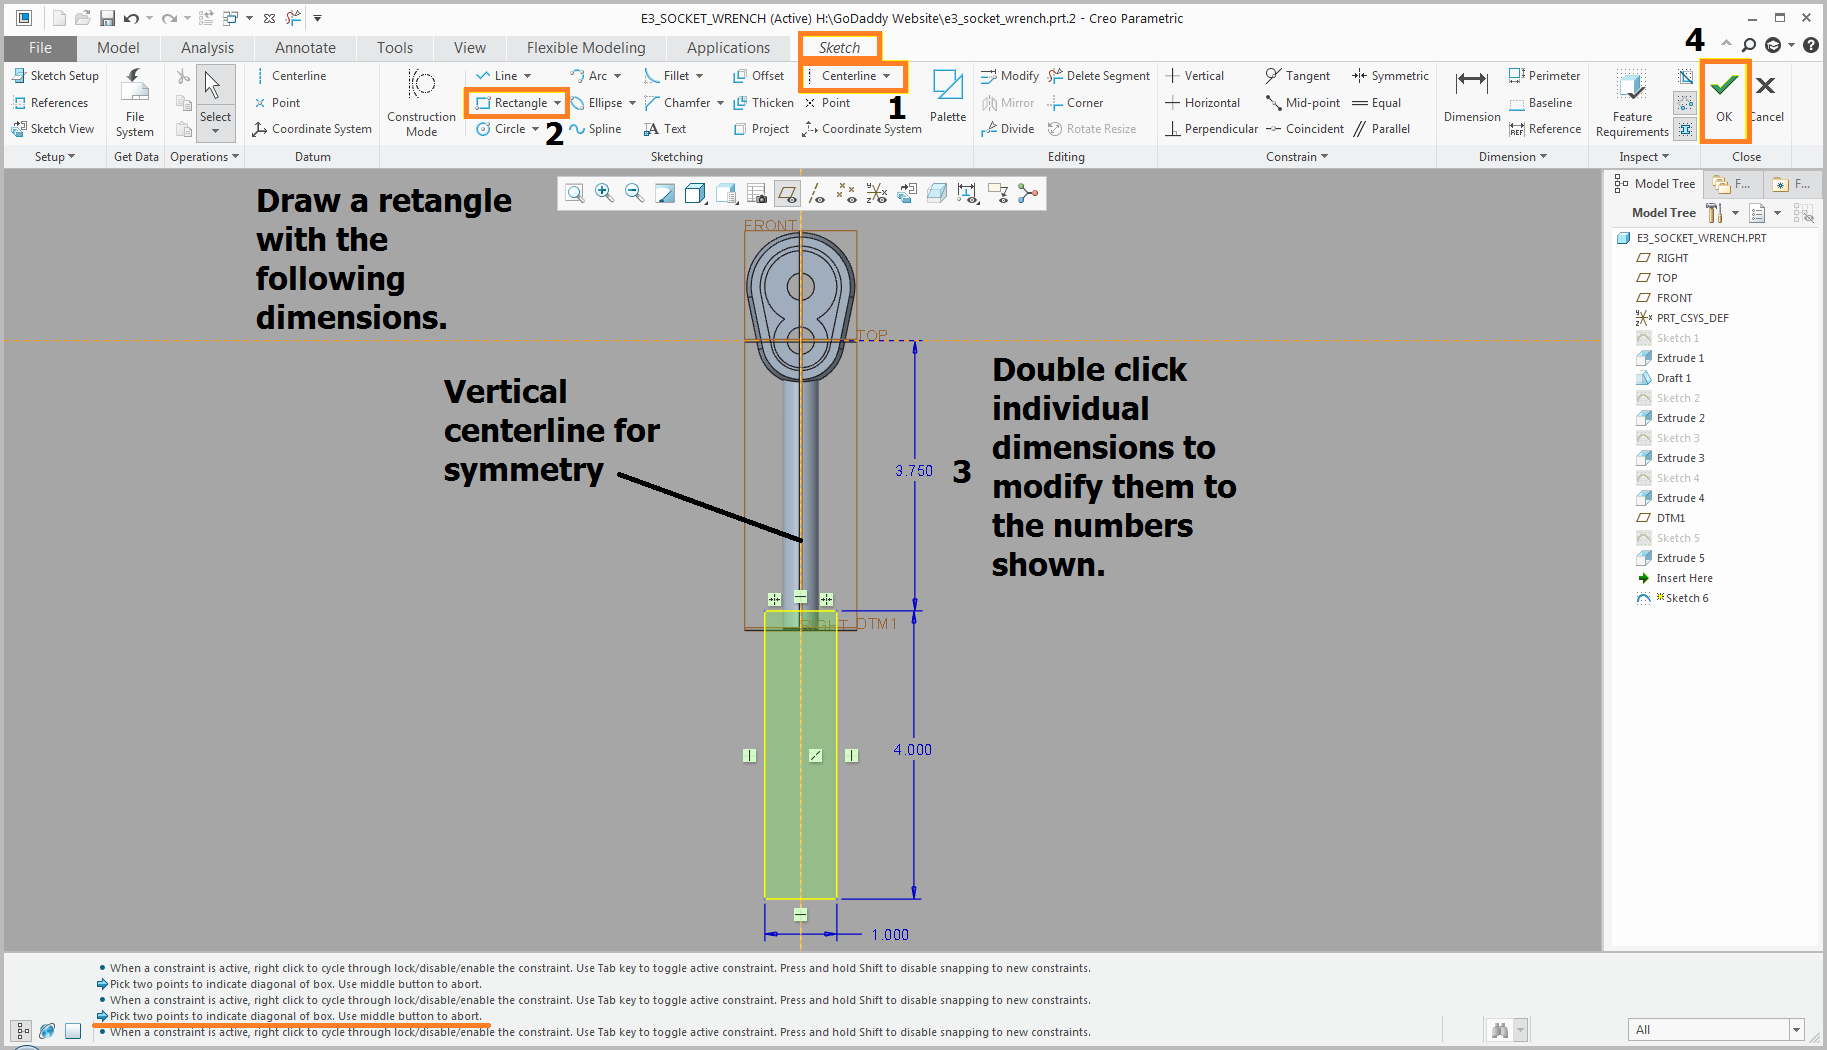 E3_SOCKET_WRENCH (Active) H:\GoDaddy Website\e3_socket_wrench.prt.2 - Creo Parametric
File Model Analysis Annotate Tools View Flexible Modeling Applications Sketch 4
Sketch Setup Centerline Line Arc Fillet Offset Centerline Modify Delete Segment Vertical Tangent Symmetric Perimeter
References Point Rectangle Ellipse Chamfer Thicken Point 1 Mirror Corner Horizontal Mid-point Equal Baseline
Sketch View File System Select Coordinate System Construction Mode Circle 2 Spline Text Project Coordinate System Palette Divide Rotate Resize Perpendicular Coincident Parallel Dimension Reference Feature Requirements OK Cancel
Setup Get Data Operations Datum Sketching Editing Constrain Dimension Inspect Close
Draw a retangle
with the
following
dimensions.
FRONT
TOP
Vertical
centerline for
symmetry
3.750
3
Double click
individual
dimensions to
modify them to
the numbers
shown.
RIGHT DTM1
4.000
1.000
Model Tree F... F...
Model Tree
E3_SOCKET_WRENCH.PRT
RIGHT
TOP
FRONT
PRT_CSYS_DEF
Sketch 1
Extrude 1
Draft 1
Sketch 2
Extrude 2
Sketch 3
Extrude 3
Sketch 4
Extrude 4
DTM1
Sketch 5
Extrude 5
Insert Here
Sketch 6
• When a constraint is active, right click to cycle through lock/disable/enable the constraint. Use Tab key to toggle active constraint. Press and hold Shift to disable snapping to new constraints.
Pick two points to indicate diagonal of box. Use middle button to abort.
• When a constraint is active, right click to cycle through lock/disable/enable the constraint. Use Tab key to toggle active constraint. Press and hold Shift to disable snapping to new constraints.
Pick two points to indicate diagonal of box. Use middle button to abort.
• When a constraint is active, right click to cycle through lock/disable/enable the constraint. Use Tab key to toggle active constraint. Press and hold Shift to disable snapping to new constraints.
All